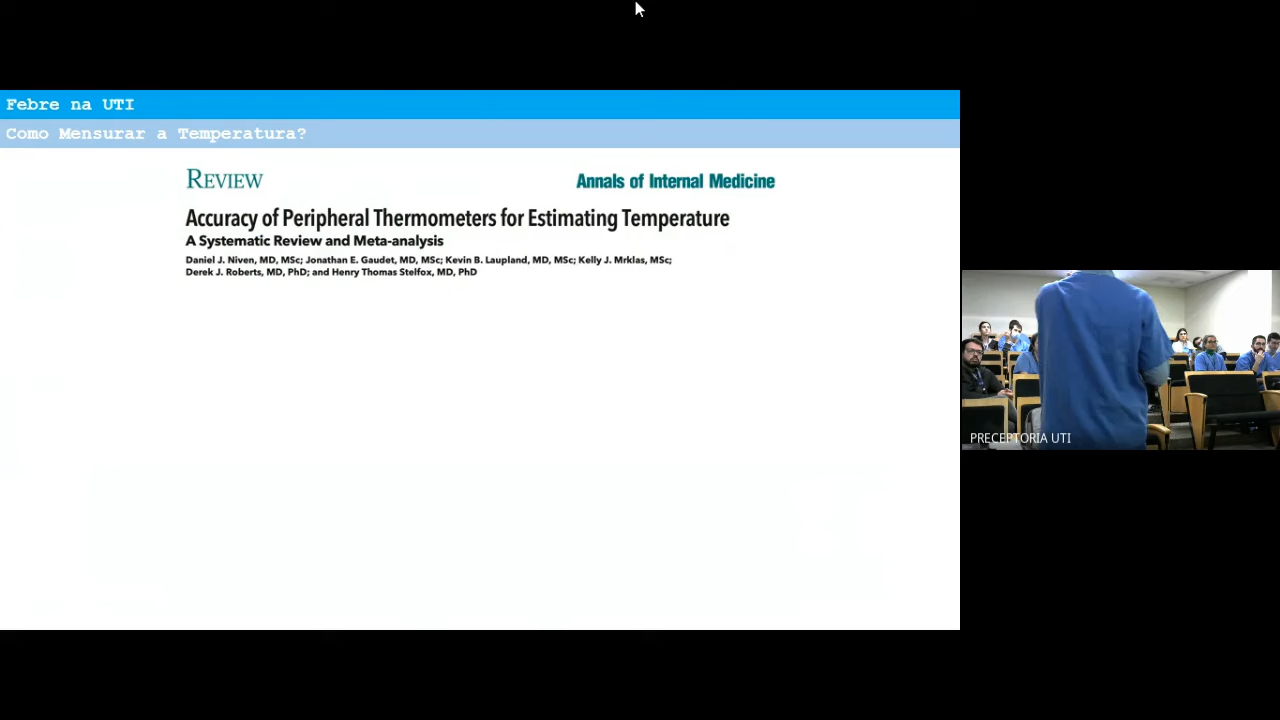 Febre na UTI
Como Mensurar a Temperatura?
REVIEW
Annals of Internal Medicine
Accuracy of Peripheral Thermometers for Estimating Temperature
A Systematic Review and Meta-analysis
Daniel J. Niven, MD, MSc; Jonathan E. Gaudet, MD, MSc; Kevin B. Laupland, MD, MSc; Kelly J. Mrklas, MSc;
Derek J. Roberts, MD, PhD; and Henry Thomas Stelfox, MD, PhD
PRECEPTORIA UTI